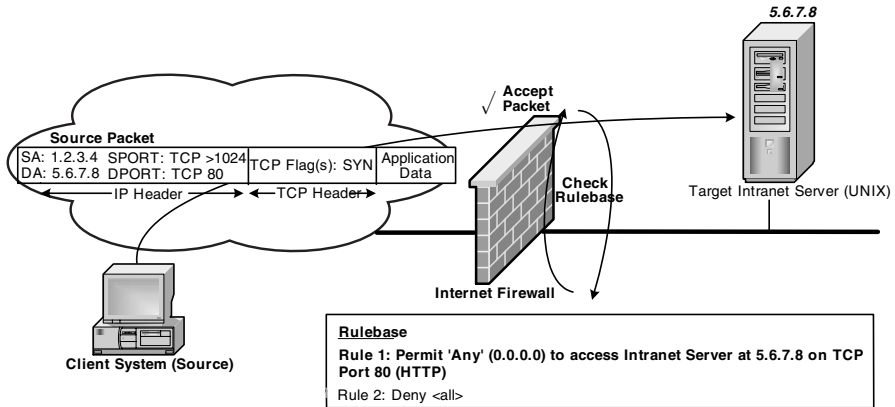 5.6.7.8
√ Accept
Packet
Source Packet
SA: 1.2.3.4 SPORT: TCP >1024
DA: 5.6.7.8 DPORT: TCP 80
TCP Flag(s): SYN
Application
Data
IP Header
TCP Header
Check
Rulebase
Target Intranet Server (UNIX)
Internet Firewall
Client System (Source)
Rulebase
Rule 1: Permit 'Any' (0.0.0.0) to access Intranet Server at 5.6.7.8 on TCP
Port 80 (HTTP)
Rule 2: Deny <all>